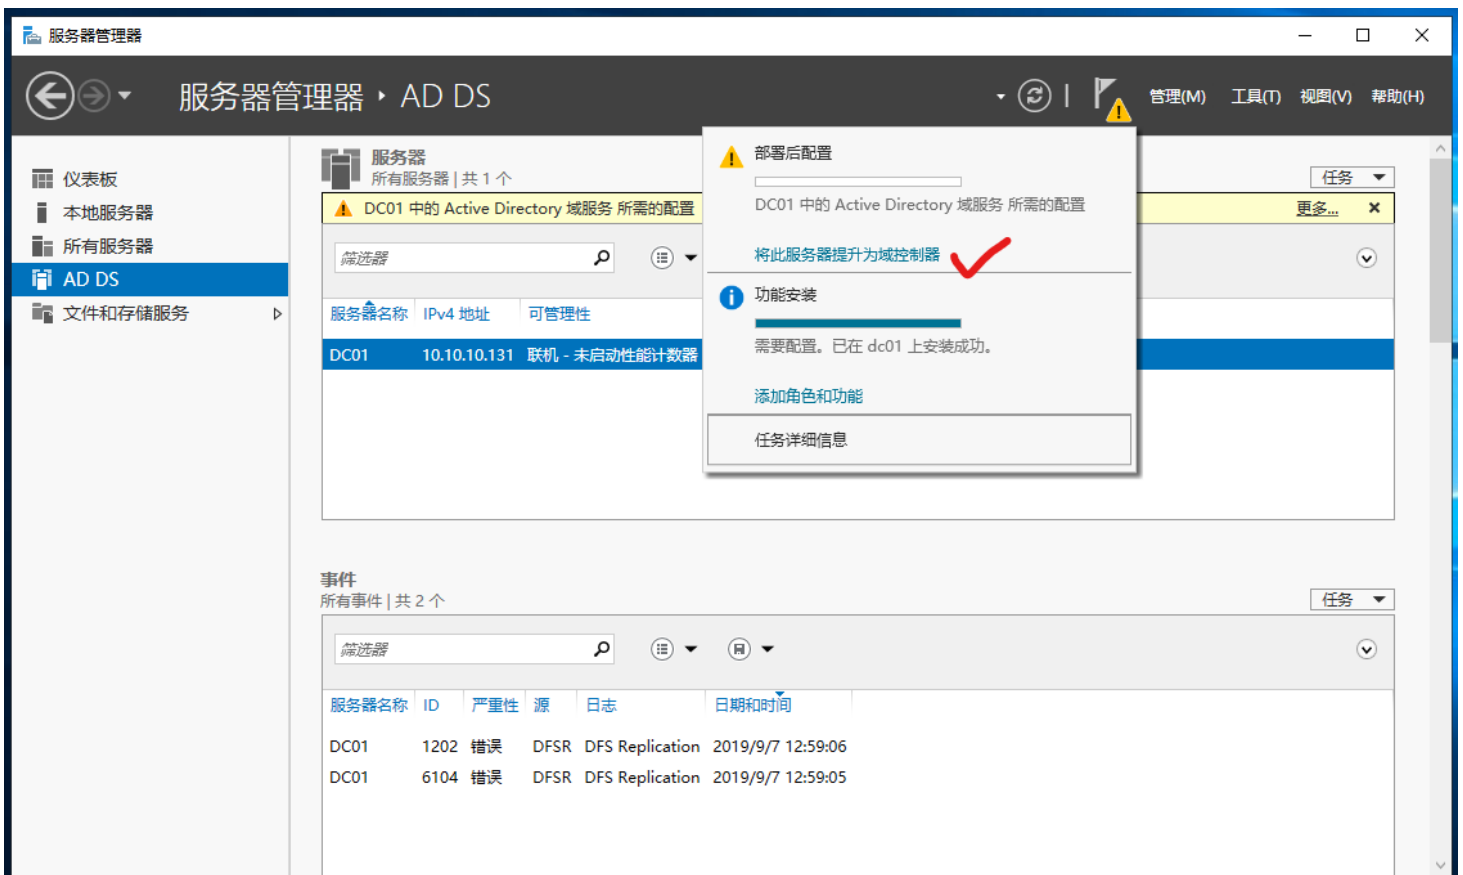 服务器管理器
服务器管理器 ‣ AD DS
管理(M) 工具(T) 视图(V) 帮助(H)
仪表板
本地服务器
所有服务器
AD DS
文件和存储服务
服务器
所有服务器 | 共 1 个
任务
DC01 中的 Active Directory 域服务 所需的配置
更多...
筛选器
服务器名称 IPv4 地址 可管理性
DC01 10.10.10.131 联机 - 未启动性能计数器
部署后配置
DC01 中的 Active Directory 域服务 所需的配置
将此服务器提升为域控制器
功能安装
需要配置。已在 dc01 上安装成功。
添加角色和功能
任务详细信息
事件
所有事件 | 共 2 个
任务
筛选器
服务器名称 ID 严重性 源 日志 日期和时间
DC01 1202 错误 DFSR DFS Replication 2019/9/7 12:59:06
DC01 6104 错误 DFSR DFS Replication 2019/9/7 12:59:05